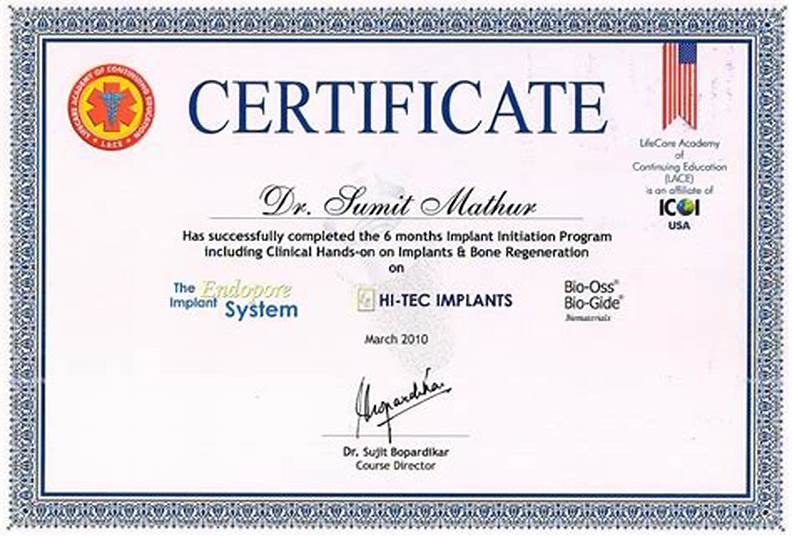 LIFECARE ACADEMY OF CONTINUING EDUCATION
CERTIFICATE
LifeCare Academy
of
Continuing Education
(LACE)
is an affiliate of
ICOI
USA
Dr. Sumit Mathur
Has successfully completed the 6 months Implant Initiation Program
including Clinical Hands-on on Implants & Bone Regeneration
on
The Endopore
Implant System
HI-TEC IMPLANTS
Bio-Oss®
Bio-Gide®
Biomaterials
March 2010
Bopardikar
Dr. Sujit Bopardikar
Course Director